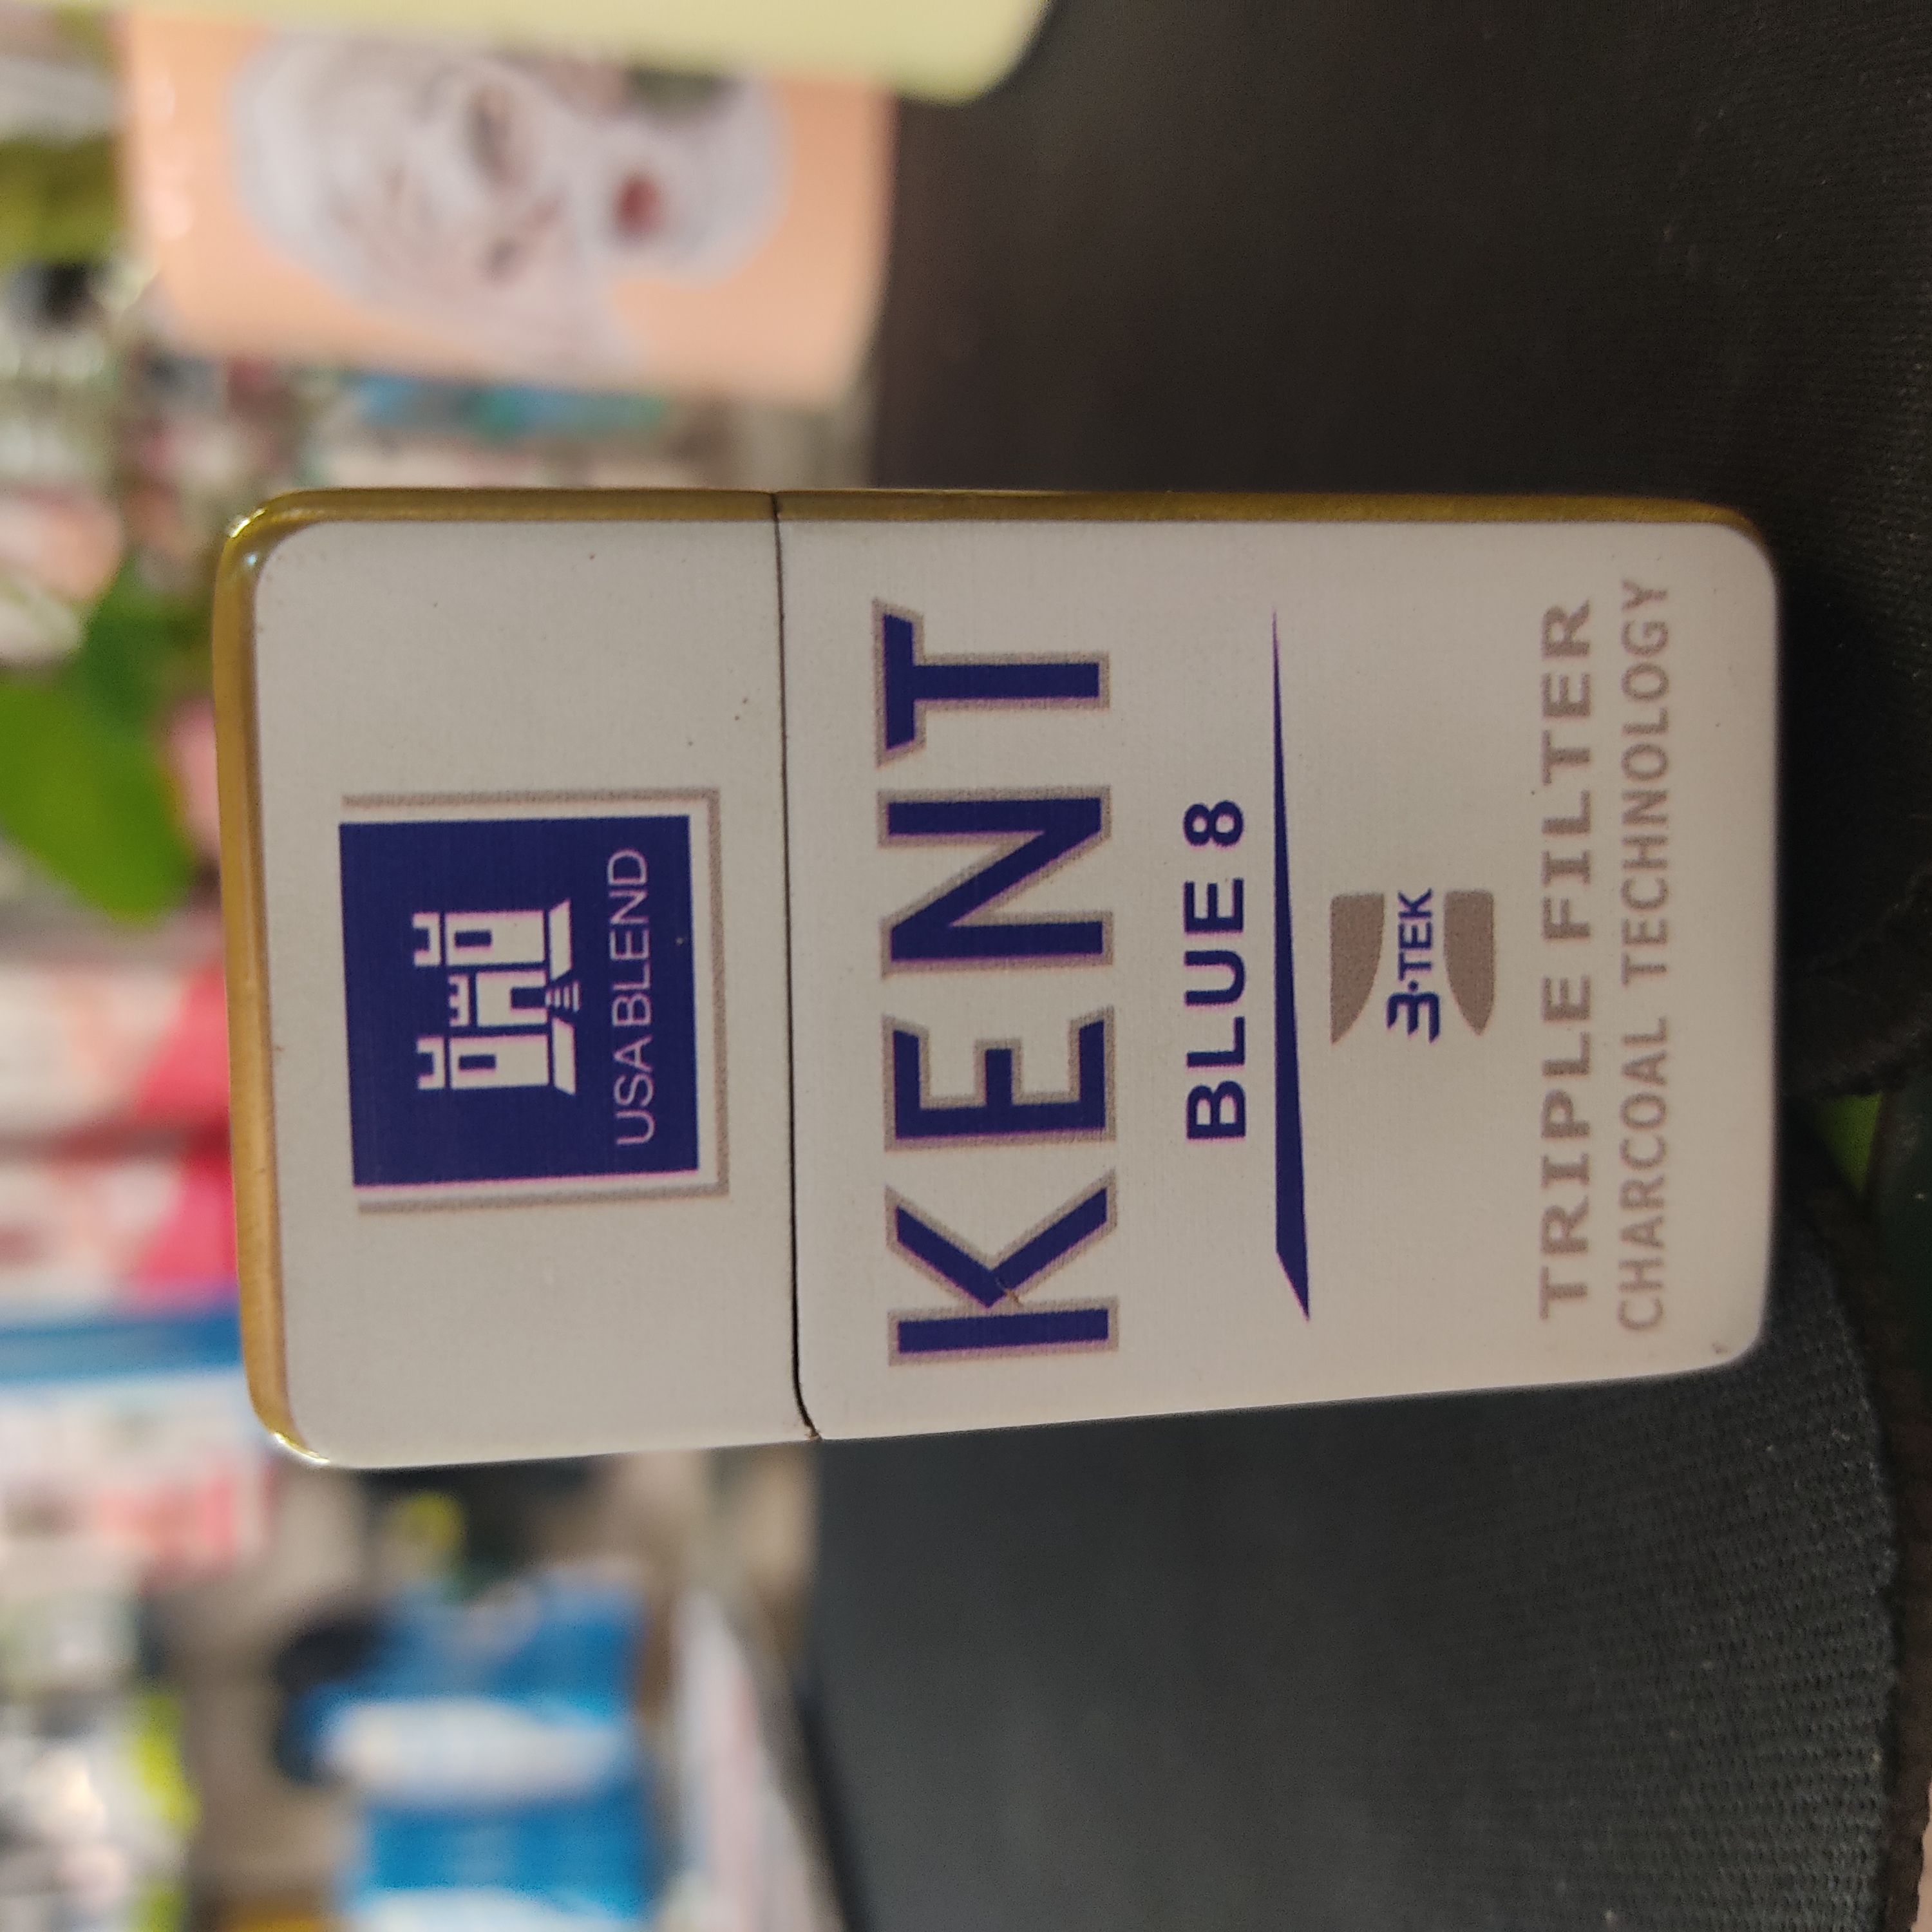 USA BLEND
KENT
BLUE 8
3·TEK
TRIPLE FILTER
CHARCOAL TECHNOLOGY